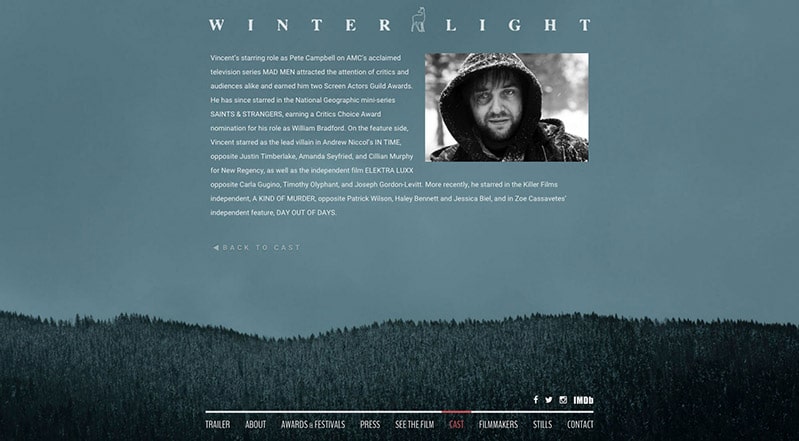 WINTER LIGHT
Vincent's starring role as Pete Campbell on AMC's acclaimed
television series MAD MEN attracted the attention of critics and
audiences alike and earned him two Screen Actors Guild Awards.
He has since starred in the National Geographic mini-series
SAINTS & STRANGERS, earning a Critics Choice Award
nomination for his role as William Bradford. On the feature side,
Vincent starred as the lead villain in Andrew Niccol's IN TIME,
opposite Justin Timberlake, Amanda Seyfried, and Cillian Murphy
for New Regency, as well as the independent film ELEKTRA LUXX
opposite Carla Gugino, Timothy Olyphant, and Joseph Gordon-Levitt. More recently, he starred in the Killer Films
independent, A KIND OF MURDER, opposite Patrick Wilson, Haley Bennett and Jessica Biel, and in Zoe Cassavetes'
independent feature, DAY OUT OF DAYS.
◀ BACK TO CAST
IMDb
TRAILER ABOUT AWARDS & FESTIVALS PRESS SEE THE FILM CAST FILMMAKERS STILLS CONTACT